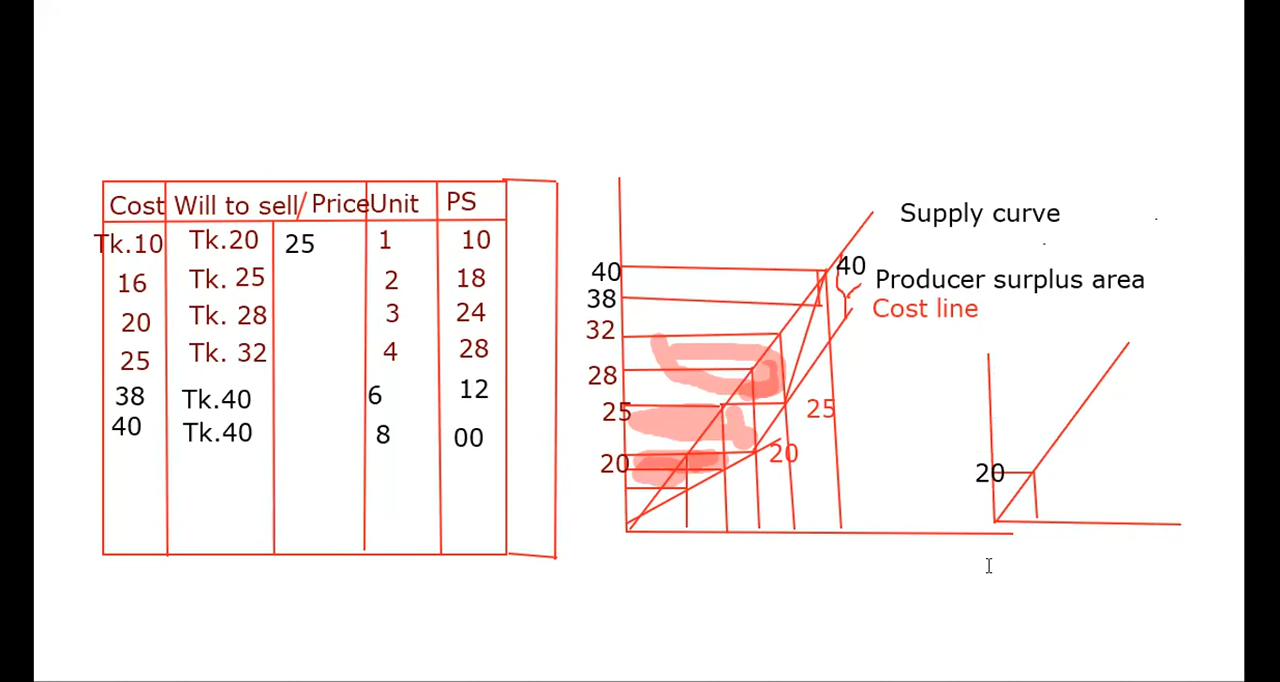 Cost Will to sell/ Price Unit PS
Tk.10 Tk.20 25 1 10
16 Tk. 25 2 18
20 Tk. 28 3 24
25 Tk. 32 4 28
38 Tk.40 6 12
40 Tk.40 8 00
Supply curve
40
40
Producer surplus area
38
Cost line
32
28
25
25
20
20
20